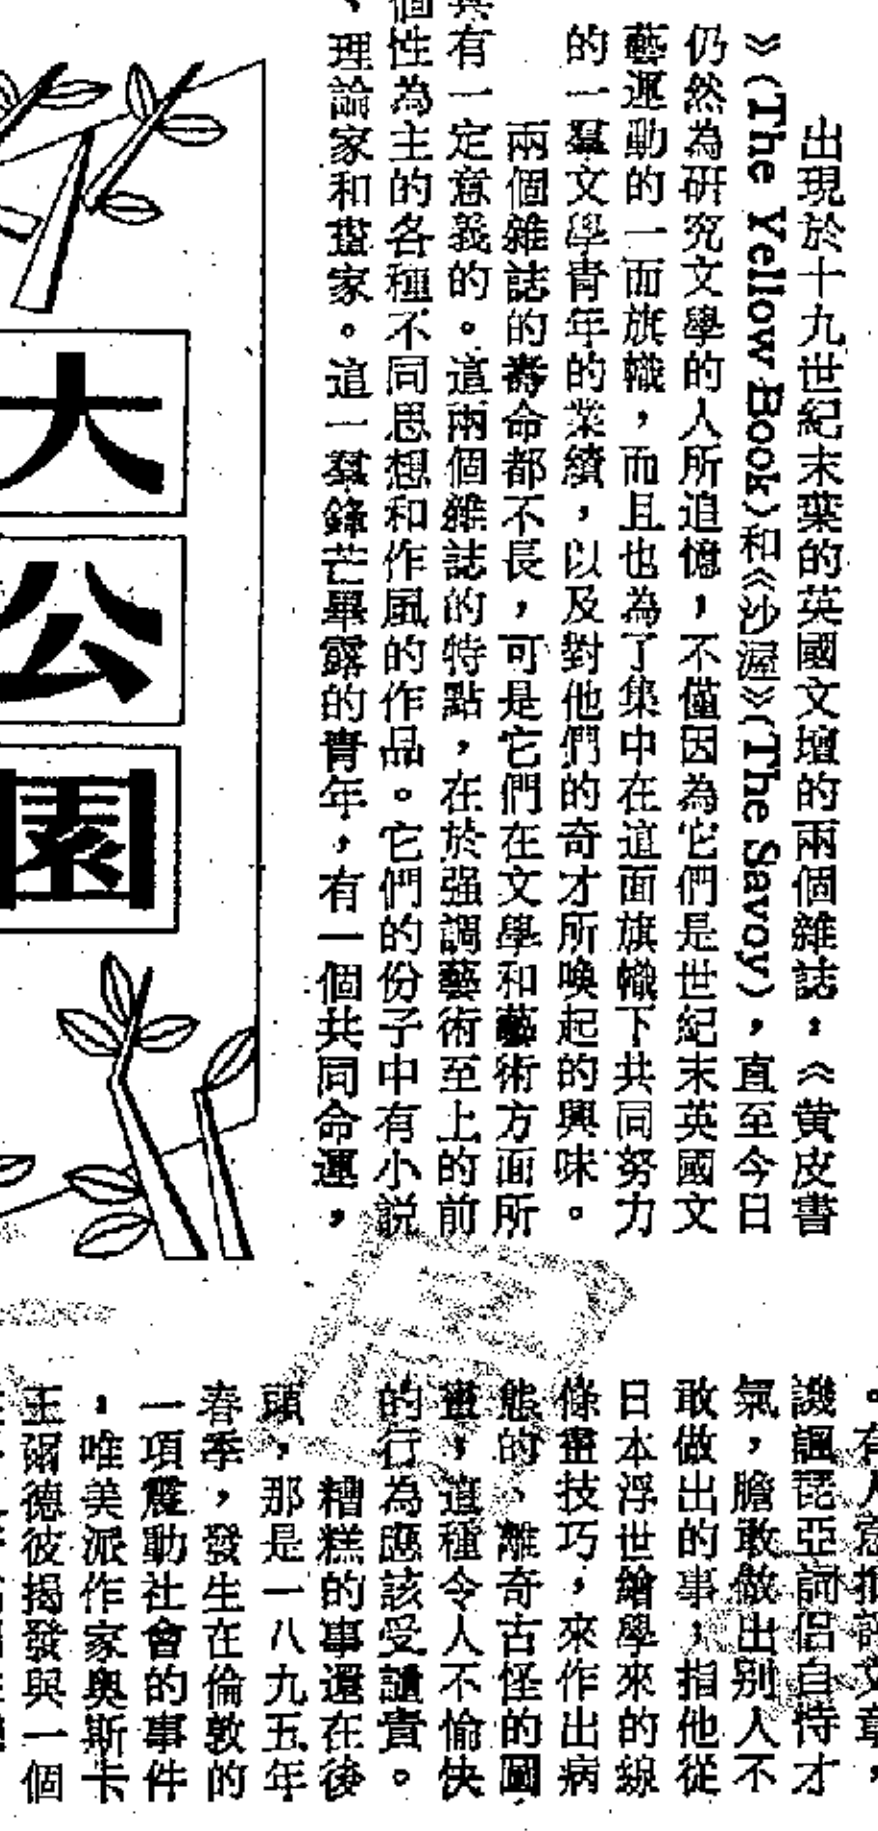 出現於十九世紀末葉的英國文壇的兩個雜誌：《黄皮書
》(The Yellow Book)和《沙渥》(The Savoy)，直至今日
仍然為研究文學的人所追憶，不僅因為它們是世紀末英國文
藝運動的一面旗幟，而且也為了集中在這面旗幟下共同努力
的一羣文學青年的業績，以及對他們的奇才所喚起的興味。
兩個雜誌的壽命都不長，可是它們在文學和藝術方面所
有一定意義的。這兩個雜誌的特點，在於强調藝術至上的前
個性為主的各種不同思想和作風的作品。它們的份子中有小説
、理論家和畫家。這一羣鋒芒畢露的青年，有一個共同命運，
大公園
譏諷琵亞詞侣自恃才
氣，膽敢做出别人不
敢做出的事，指他從
日本浮世繪學來的線
條畫技巧，來作出病
態的、離奇古怪的圖
畫，這種令人不愉快
的行為應該受譴責。
糟糕的事還在後
頭，那是一八九五年
春季，發生在倫敦的
一項震動社會的事件
：唯美派作家奥斯卡
王爾德彼揭發與一個